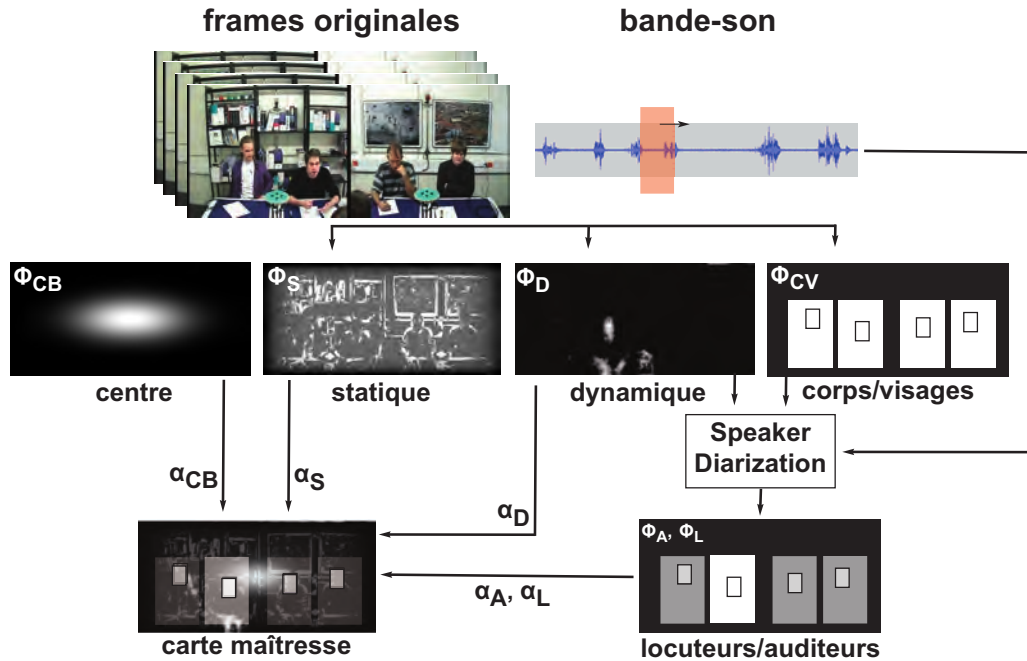 frames originales
bande-son
ΦCB
ΦS
ΦD
ΦCV
centre
statique
dynamique
corps/visages
Speaker
Diarization
αCB
αS
αD
ΦA, ΦL
αA, αL
carte maîtresse
locuteurs/auditeurs